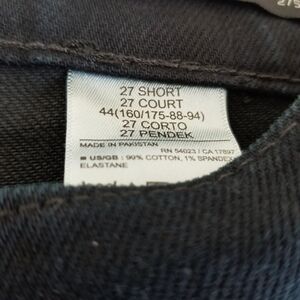 27 SHORT
27 COURT
44(160/175-88-94)
27 CORTO
27 PENDEK
MADE IN PAKISTAN
RN 54023 / CA 17897
■ US/GB : 99% COTTON, 1% SPANDEX
ELASTANE